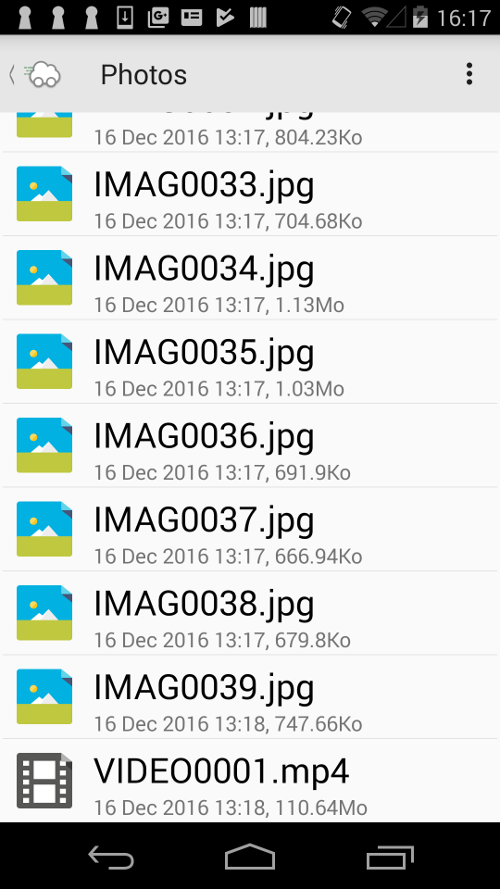 16:17
Photos
16 Dec 2016 13:17, 804.23Ko
IMAG0033.jpg
16 Dec 2016 13:17, 704.68Ko
IMAG0034.jpg
16 Dec 2016 13:17, 1.13Mo
IMAG0035.jpg
16 Dec 2016 13:17, 1.03Mo
IMAG0036.jpg
16 Dec 2016 13:17, 691.9Ko
IMAG0037.jpg
16 Dec 2016 13:17, 666.94Ko
IMAG0038.jpg
16 Dec 2016 13:17, 679.8Ko
IMAG0039.jpg
16 Dec 2016 13:18, 747.66Ko
VIDEO0001.mp4
16 Dec 2016 13:18, 110.64Mo